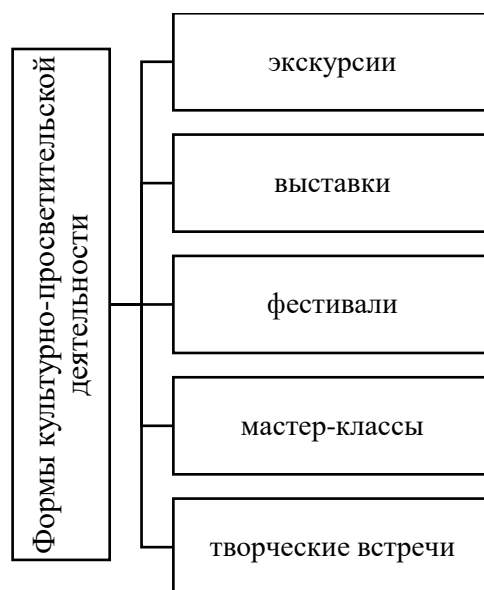 Формы культурно-просветительской
деятельности
экскурсии
выставки
фестивали
мастер-классы
творческие встречи